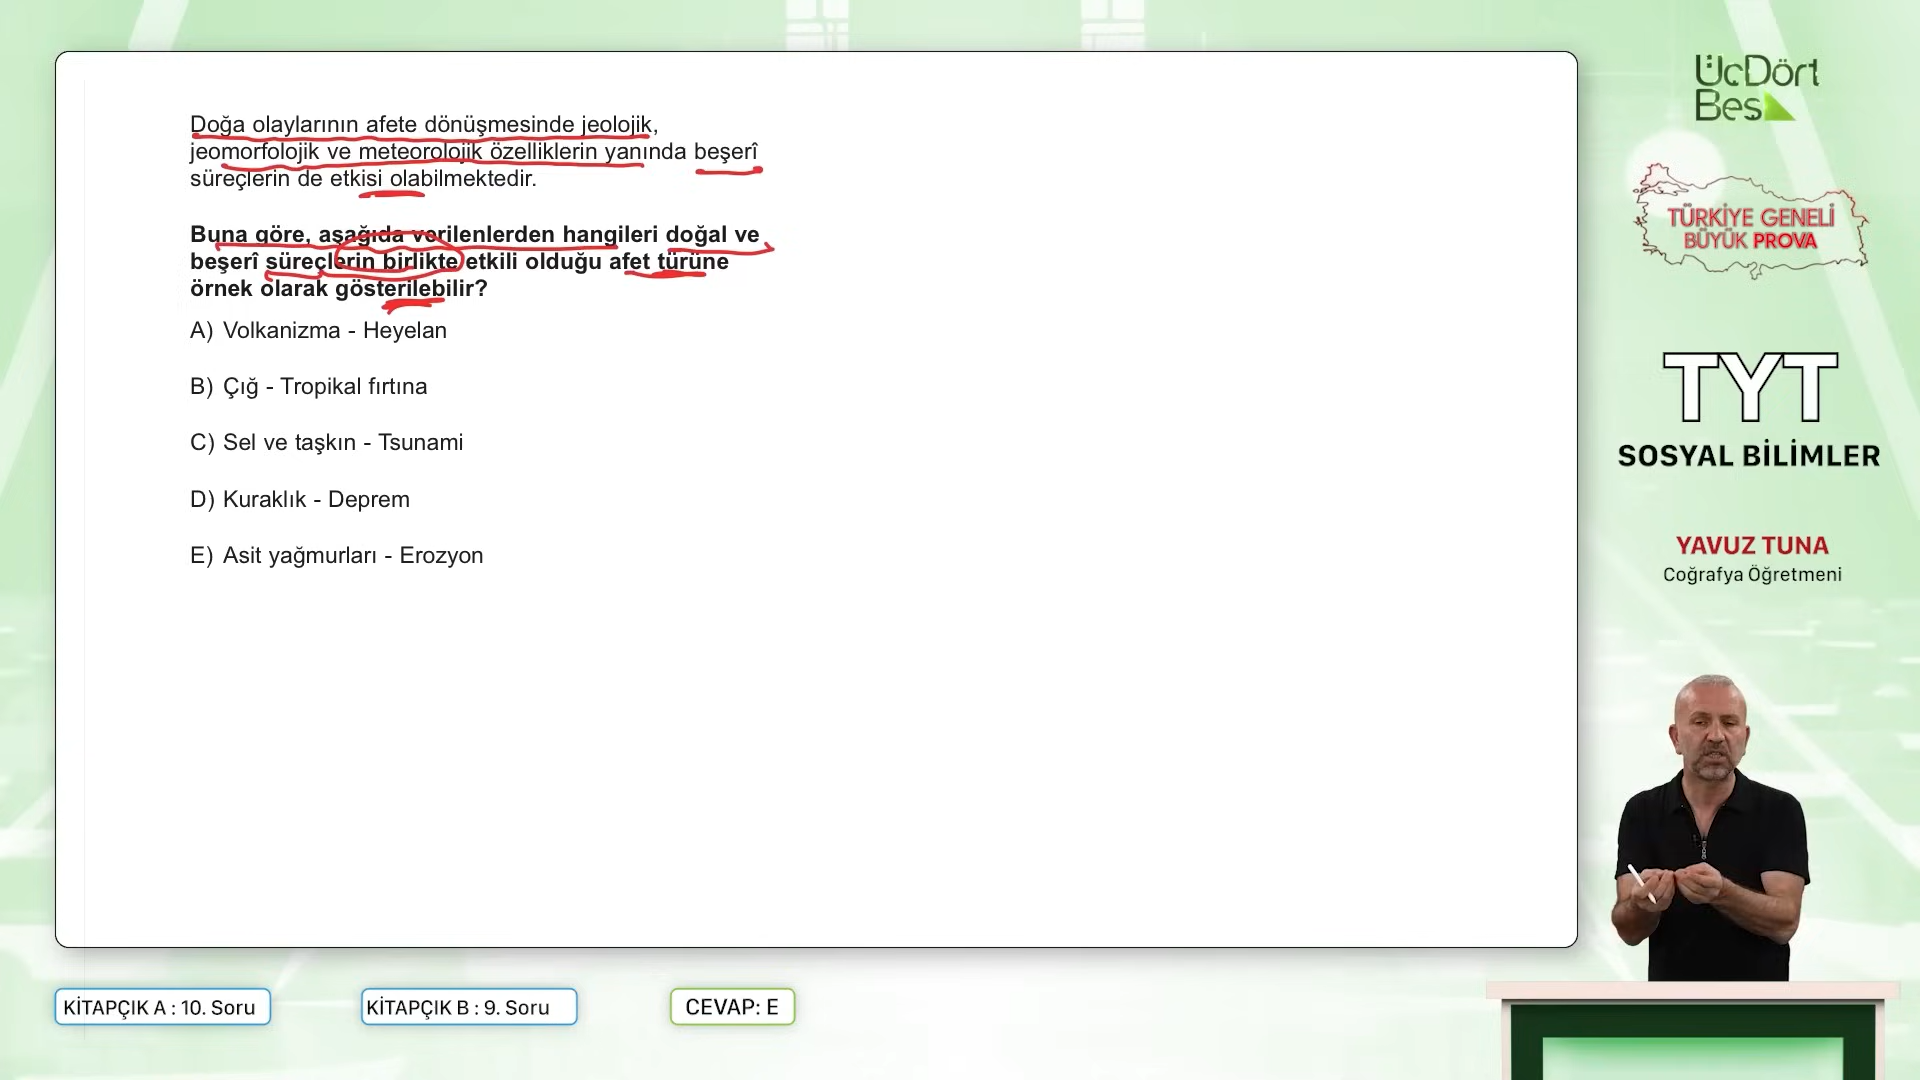 Doğa olaylarının afete dönüşmesinde jeolojik,
jeomorfolojik ve meteorolojik özelliklerin yanında beşerî
süreçlerin de etkisi olabilmektedir.
Buna göre, aşağıda verilenlerden hangileri doğal ve
beşerî süreçlerin birlikte etkili olduğu afet türüne
örnek olarak gösterilebilir?
A) Volkanizma - Heyelan
B) Çığ - Tropikal fırtına
C) Sel ve taşkın - Tsunami
D) Kuraklık - Deprem
E) Asit yağmurları - Erozyon
KİTAPÇIK A : 10. Soru
KİTAPÇIK B : 9. Soru
CEVAP: E
ÜçDört
Beş
TÜRKİYE GENELİ
BÜYÜK PROVA
TYT
SOSYAL BİLİMLER
YAVUZ TUNA
Coğrafya Öğretmeni